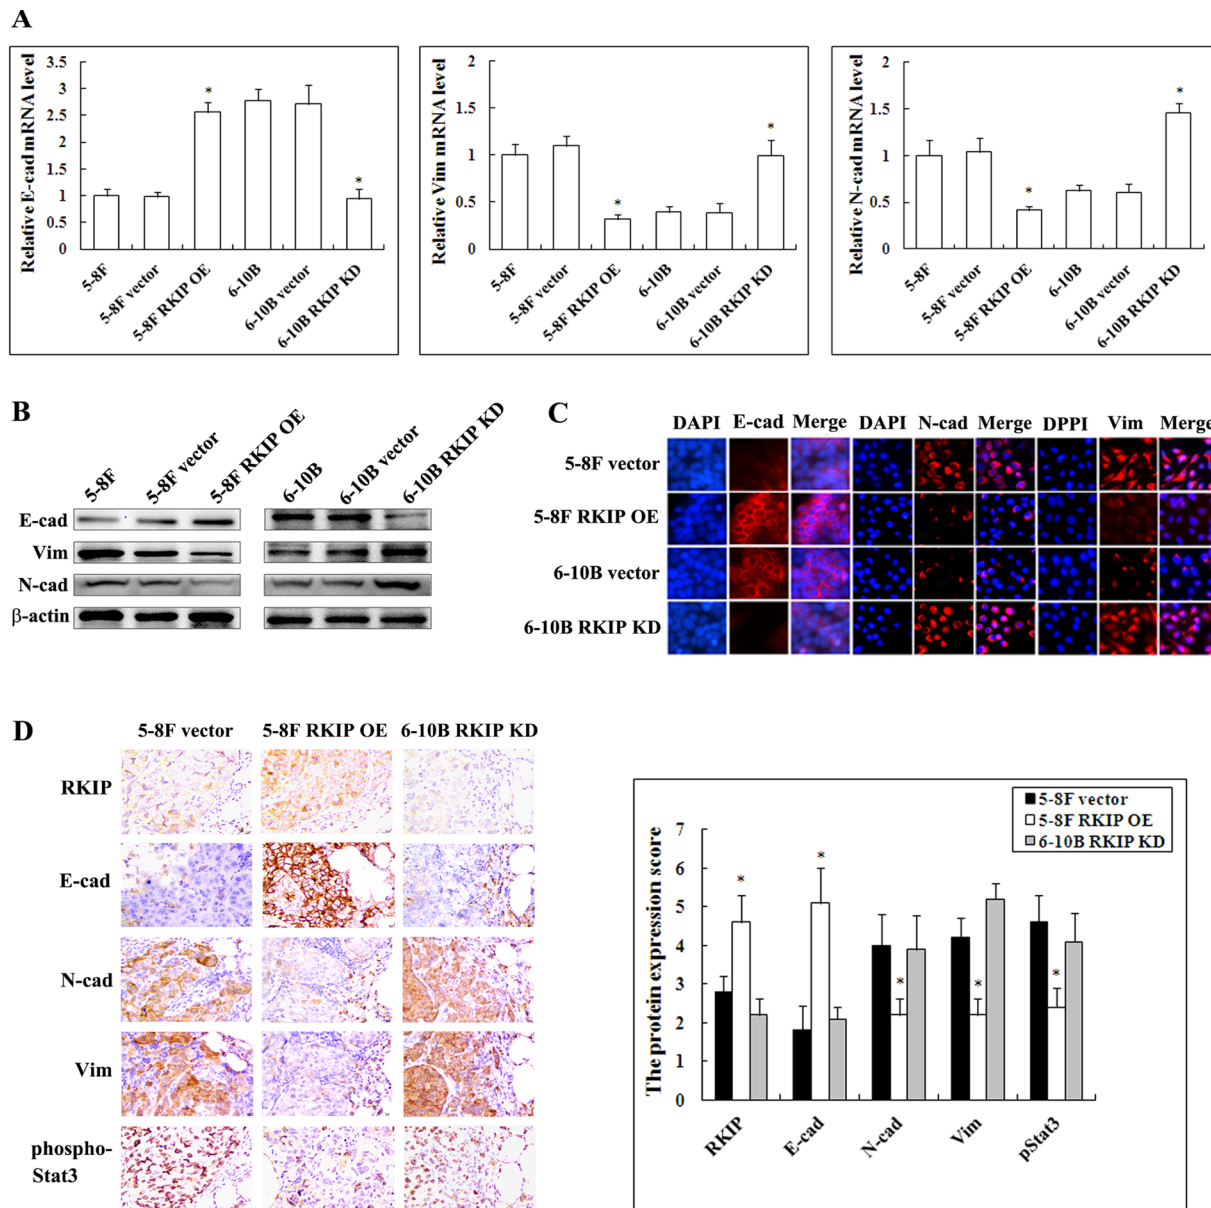 A
Relative E-cad mRNA level
3.5
3
2.5
2
1.5
1
0.5
0
*
*
5-8F
5-8F vector
5-8F RKIP OE
6-10B
6-10B vector
6-10B RKIP KD
Relative Vim mRNA level
2
1.5
1
0.5
0
*
*
5-8F
5-8F vector
5-8F RKIP OE
6-10B
6-10B vector
6-10B RKIP KD
Relative N-cad mRNA level
2
1.5
1
0.5
0
*
*
5-8F
5-8F vector
5-8F RKIP OE
6-10B
6-10B vector
6-10B RKIP KD
B
5-8F
5-8F vector
5-8F RKIP OE
6-10B
6-10B vector
6-10B RKIP KD
E-cad
Vim
N-cad
β-actin
C
DAPI E-cad Merge DAPI N-cad Merge DPPI Vim Merge
5-8F vector
5-8F RKIP OE
6-10B vector
6-10B RKIP KD
D
5-8F vector 5-8F RKIP OE 6-10B RKIP KD
RKIP
E-cad
N-cad
Vim
phospho-
Stat3
The protein expression score
7
6
5
4
3
2
1
0
5-8F vector
5-8F RKIP OE
6-10B RKIP KD
*
*
*
*
*
RKIP
E-cad
N-cad
Vim
pStat3